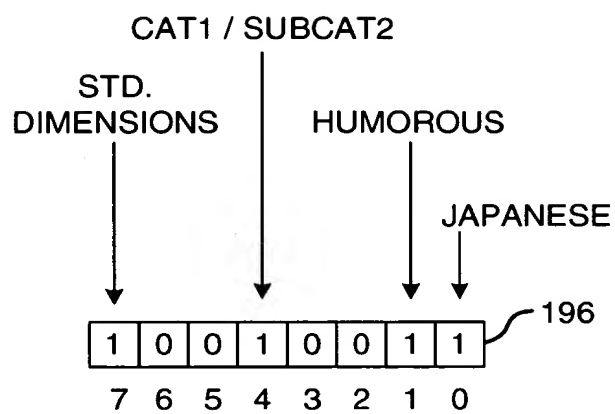 CAT1 / SUBCAT2
STD.
DIMENSIONS
HUMOROUS
JAPANESE
196
1 0 0 1 0 0 1 1
7 6 5 4 3 2 1 0